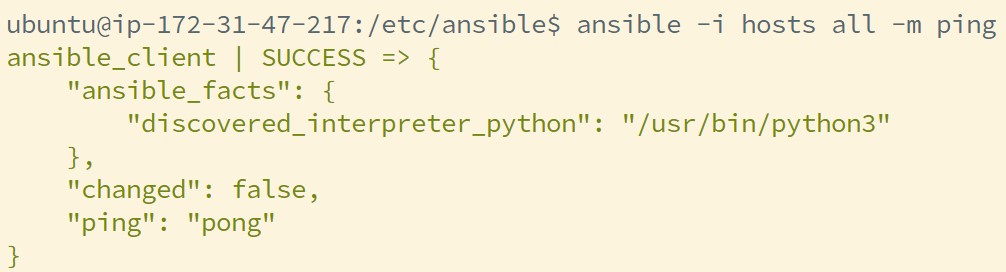 ubuntu@ip-172-31-47-217:/etc/ansible$ ansible -i hosts all -m ping
ansible_client | SUCCESS => {
    "ansible_facts": {
        "discovered_interpreter_python": "/usr/bin/python3"
    },
    "changed": false,
    "ping": "pong"
}